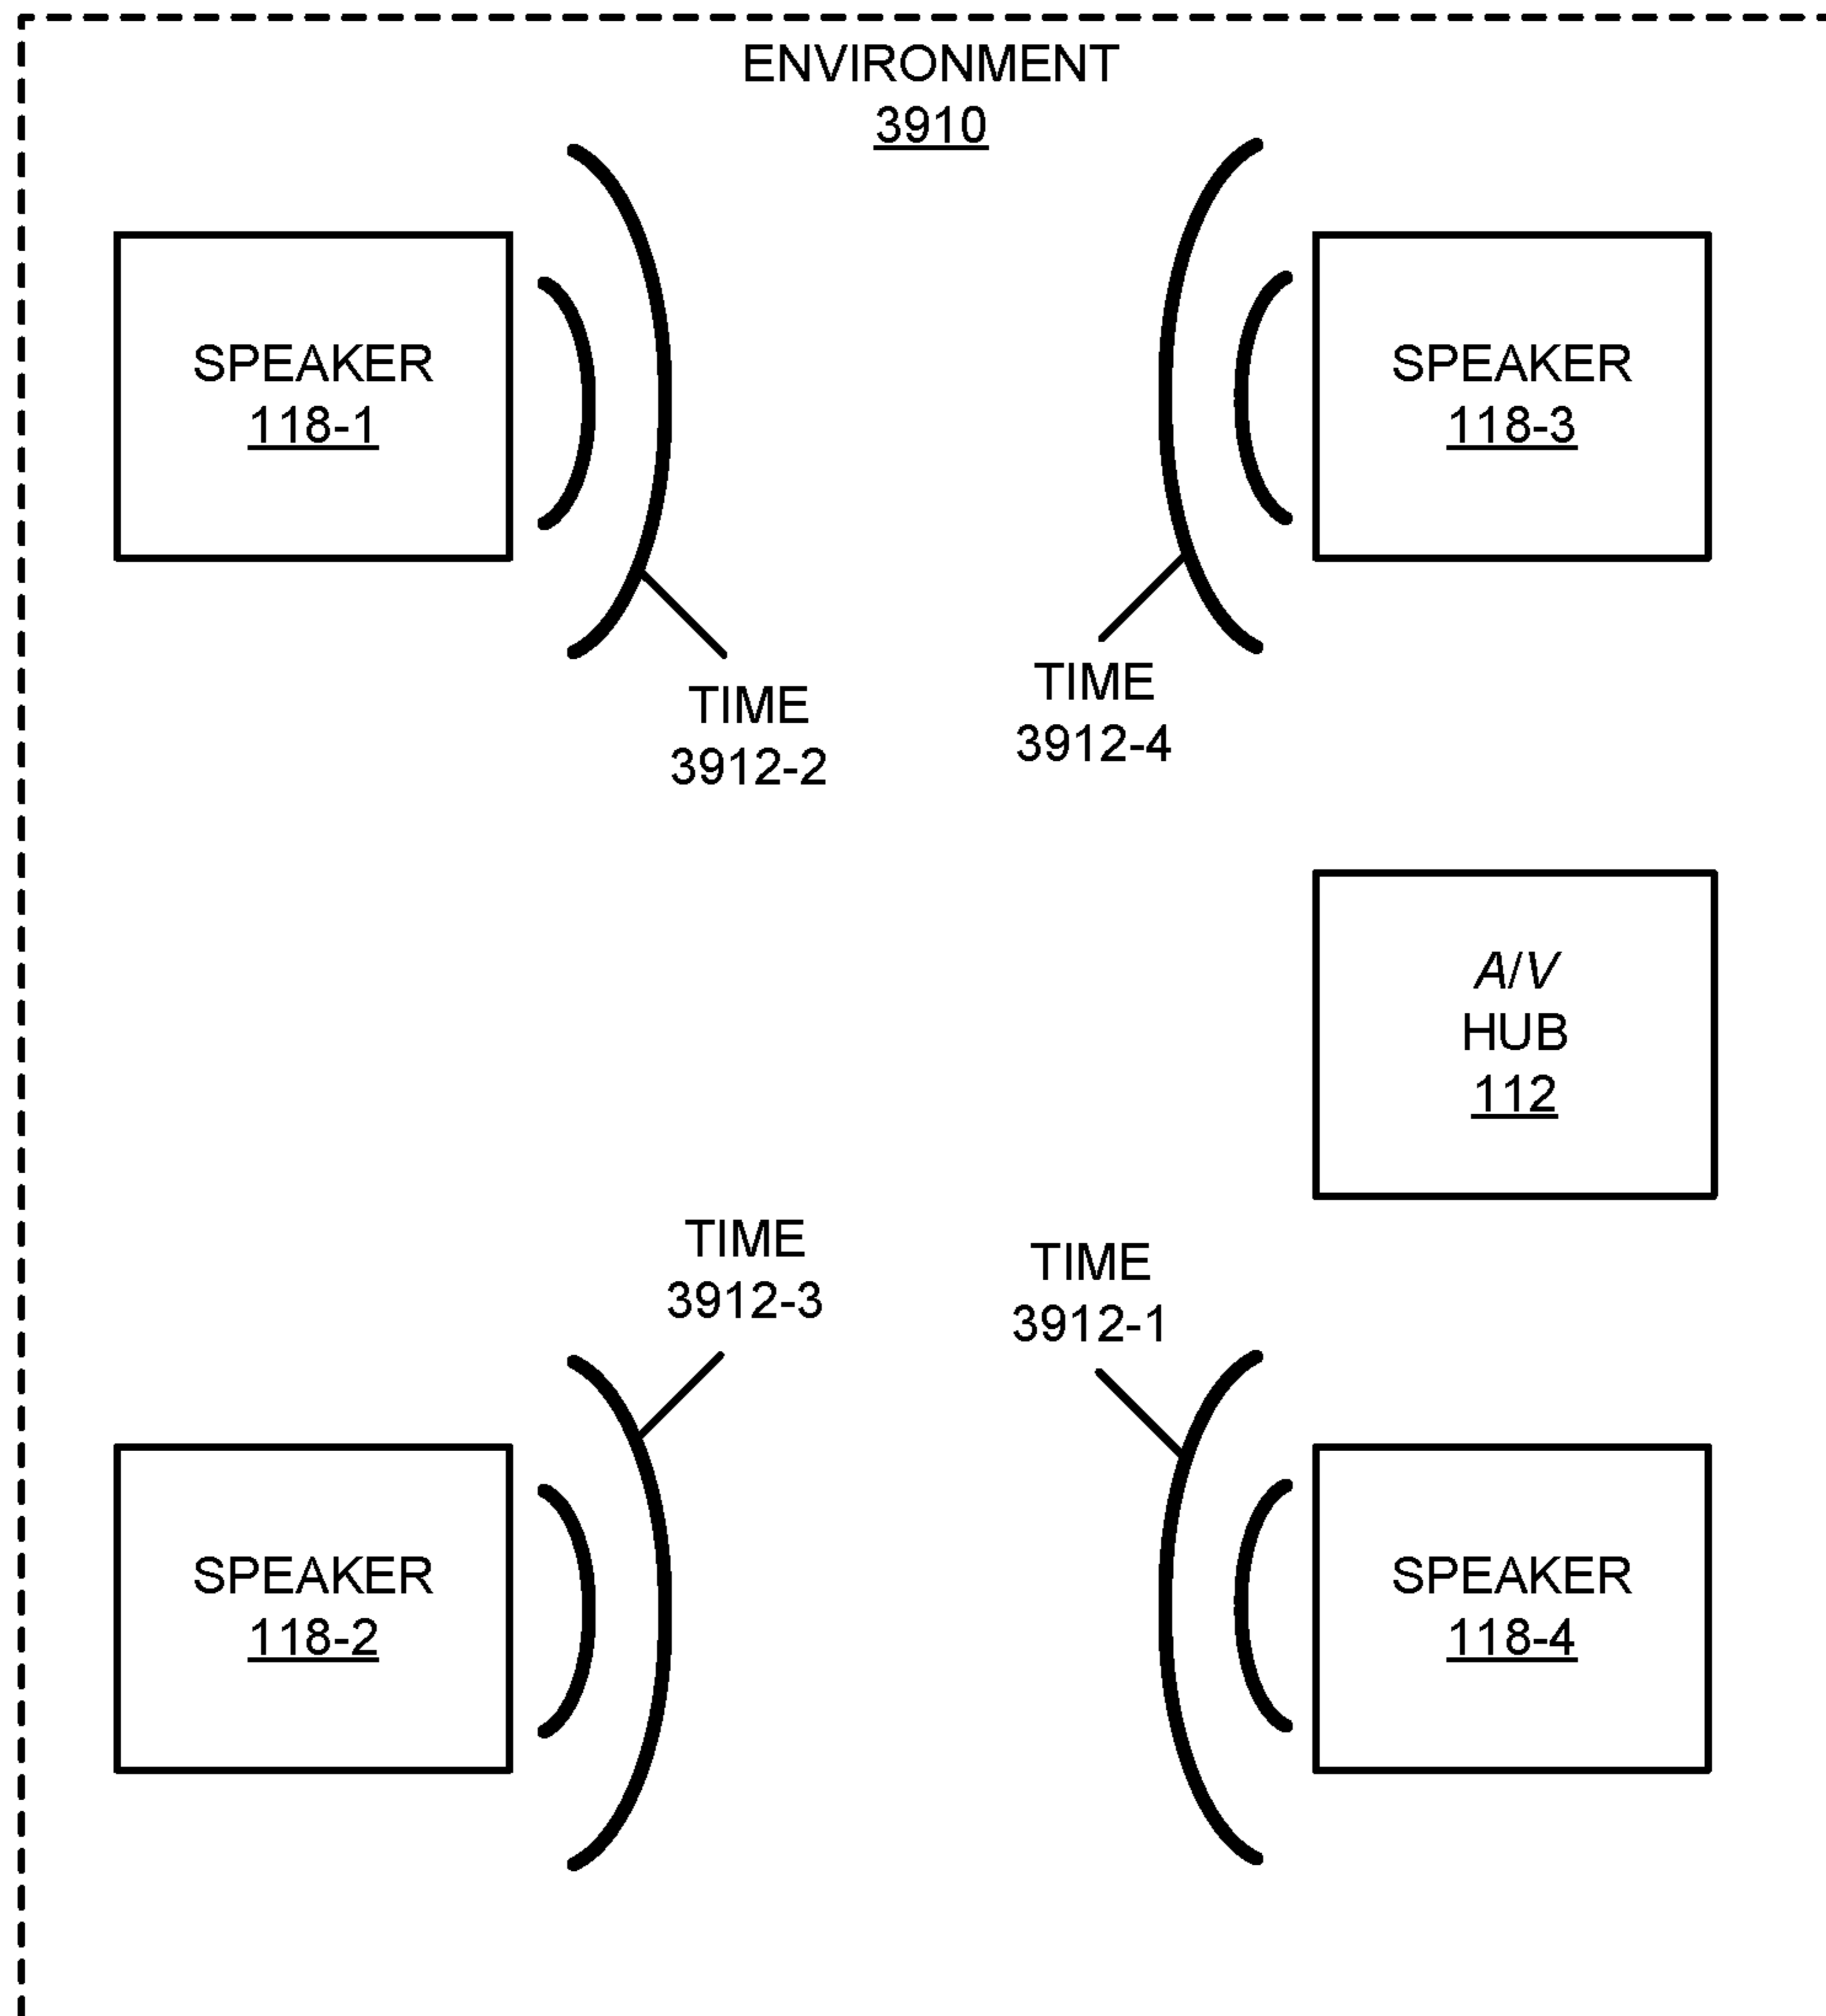 ENVIRONMENT
3910
SPEAKER
118-1
SPEAKER
118-3
TIME
3912-2
TIME
3912-4
A/V
HUB
112
TIME
3912-3
TIME
3912-1
SPEAKER
118-2
SPEAKER
118-4